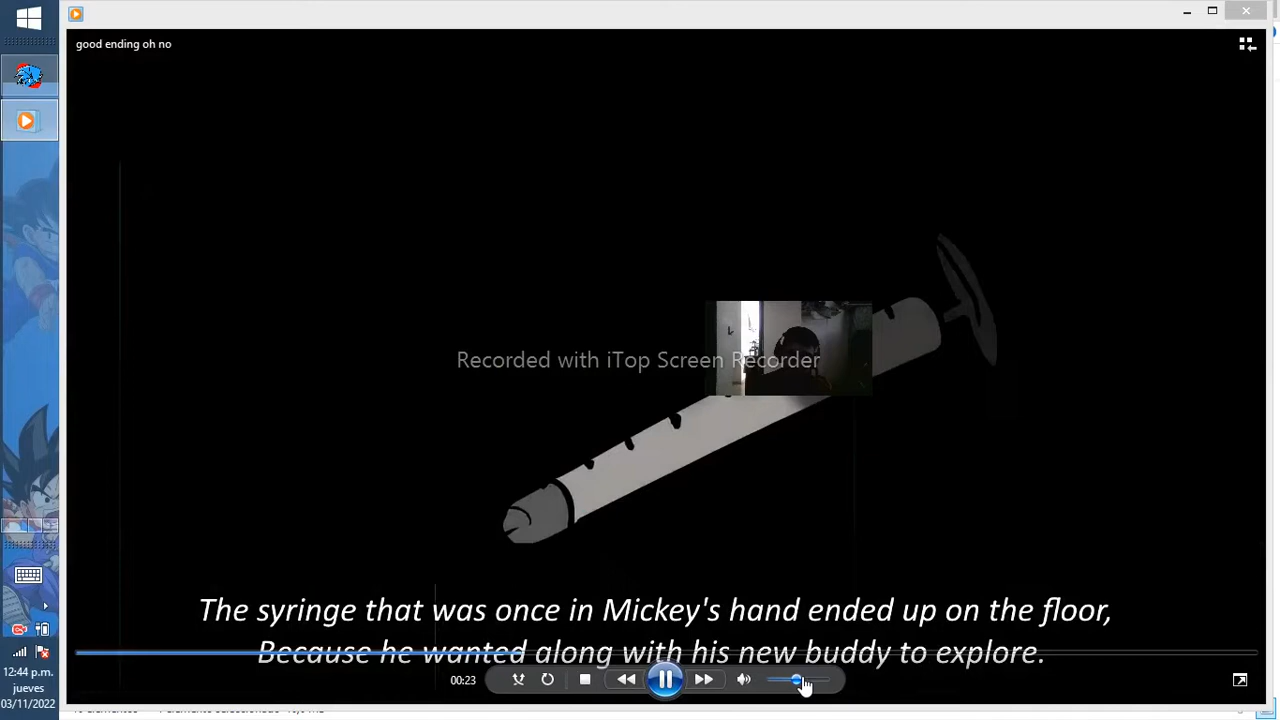 good ending oh no
Recorded with iTop Screen Recorder
The syringe that was once in Mickey's hand ended up on the floor,
Because he wanted along with his new buddy to explore.
00:23
12:44 p.m.
jueves
03/11/2022